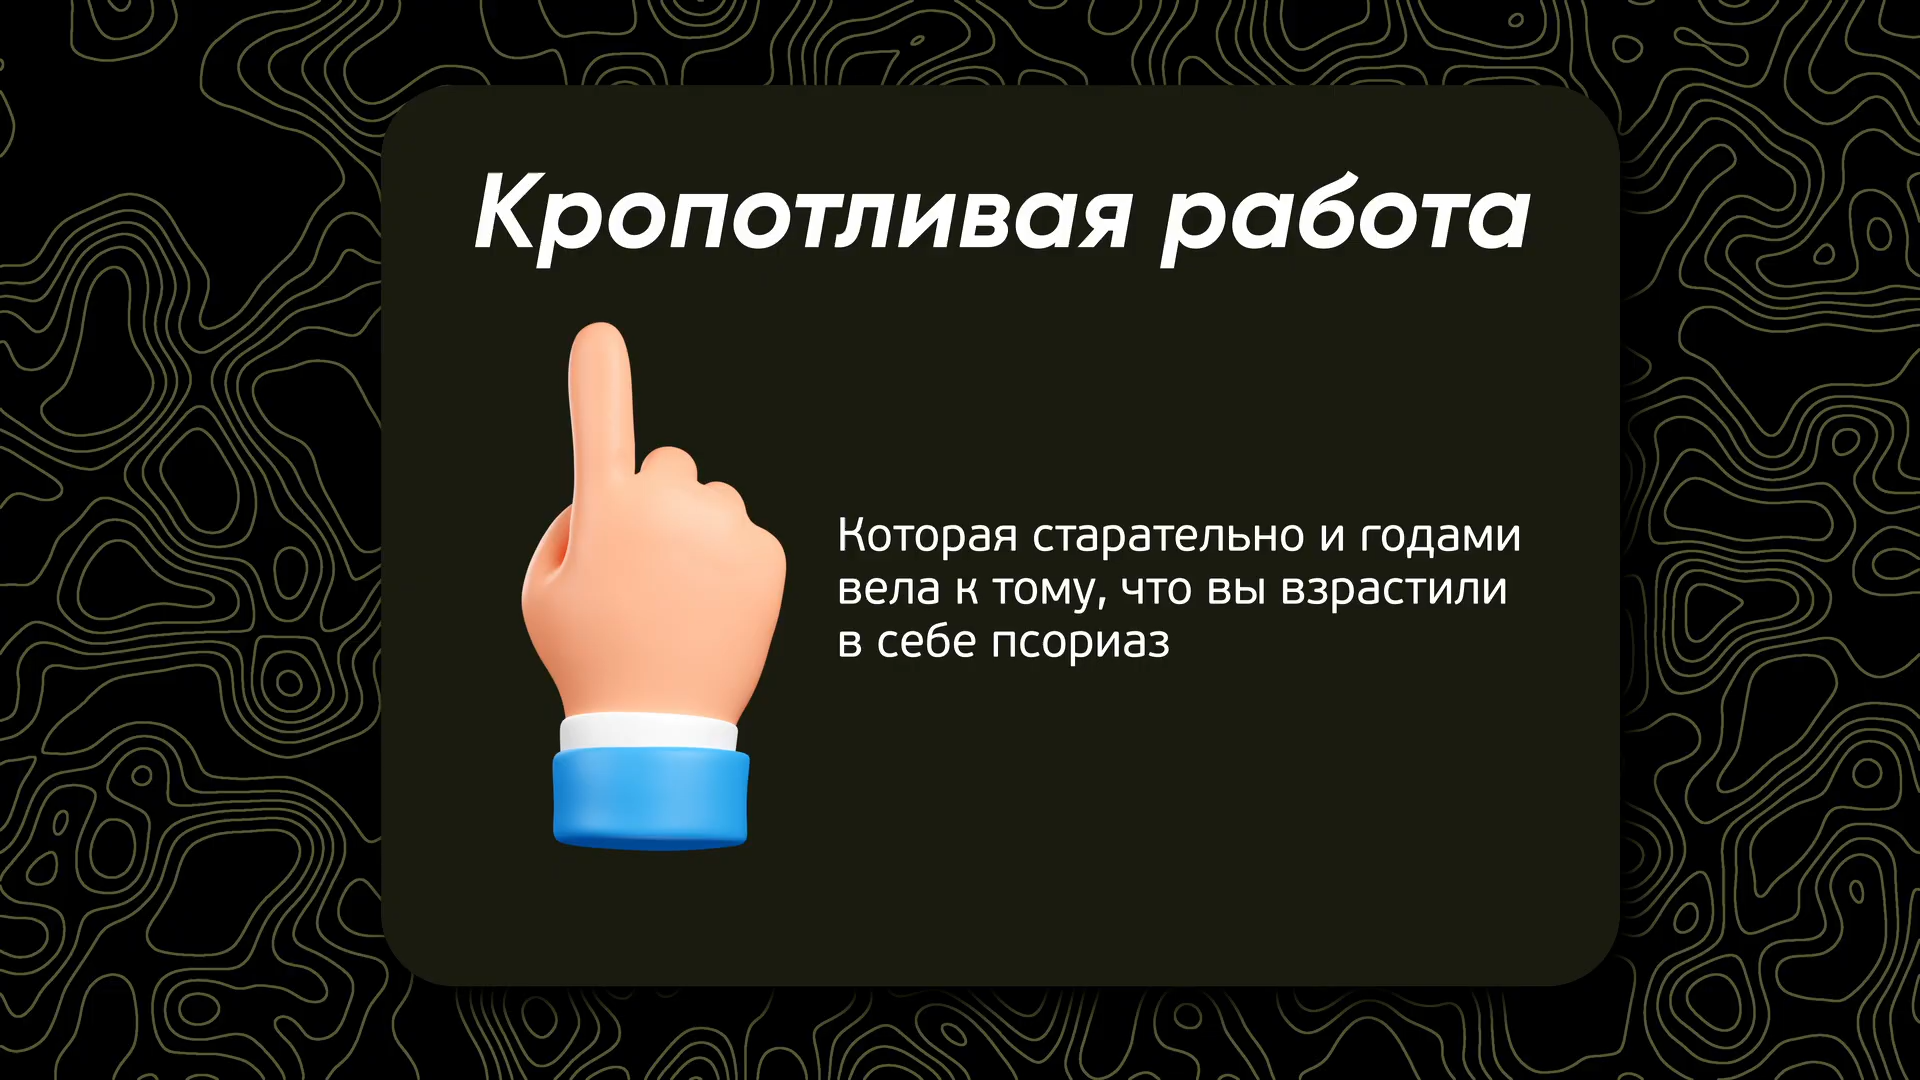 Кропотливая работа
Которая старательно и годами
вела к тому, что вы взрастили
в себе псориаз